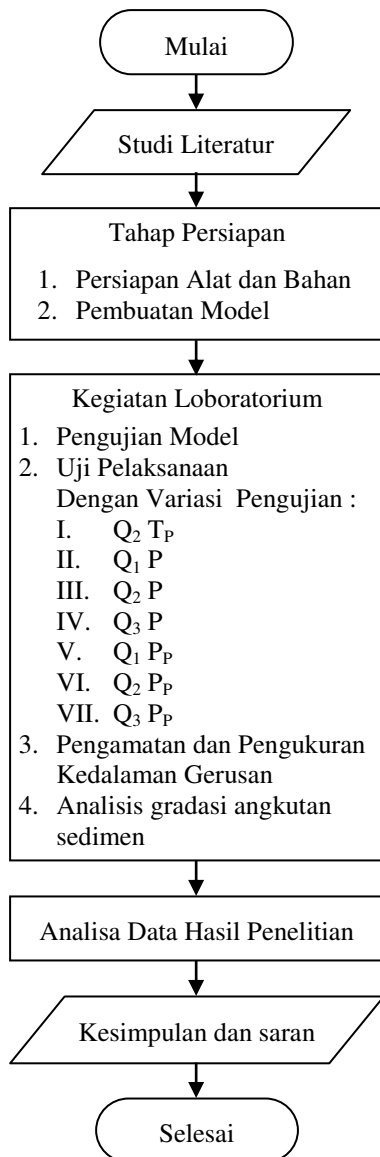 Mulai
Studi Literatur
Tahap Persiapan
1. Persiapan Alat dan Bahan
2. Pembuatan Model
Kegiatan Loboratorium
1. Pengujian Model
2. Uji Pelaksanaan
Dengan Variasi Pengujian :
I. Q₂ Tₚ
II. Q₁ P
III. Q₂ P
IV. Q₃ P
V. Q₁ Pₚ
VI. Q₂ Pₚ
VII. Q₃ Pₚ
3. Pengamatan dan Pengukuran
Kedalaman Gerusan
4. Analisis gradasi angkutan
sedimen
Analisa Data Hasil Penelitian
Kesimpulan dan saran
Selesai